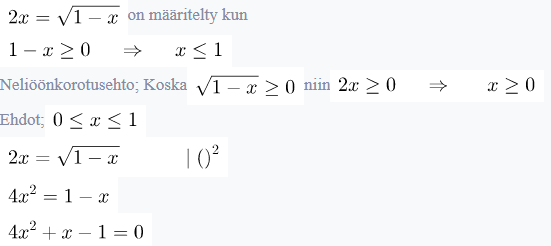 2x = √(1 − x) on määritelty kun
1 − x ≥ 0 ⇒ x ≤ 1
Neliöönkorotusehto; Koska √(1 − x) ≥ 0 niin 2x ≥ 0 ⇒ x ≥ 0
Ehdot; 0 ≤ x ≤ 1
2x = √(1 − x) | ()²
4x² = 1 − x
4x² + x − 1 = 0